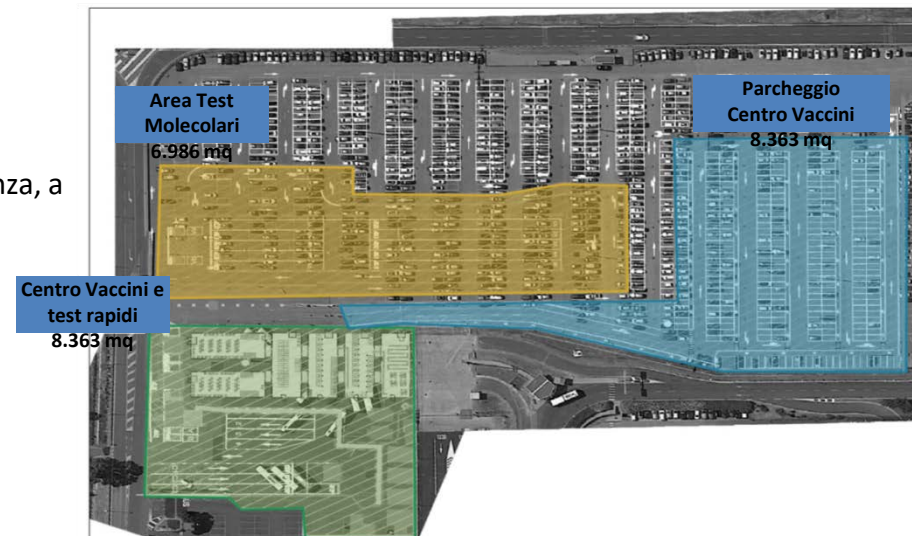 Area Test
Molecolari
6.986 mq
Parcheggio
Centro Vaccini
8.363 mq
nza, a
Centro Vaccini e
test rapidi
8.363 mq